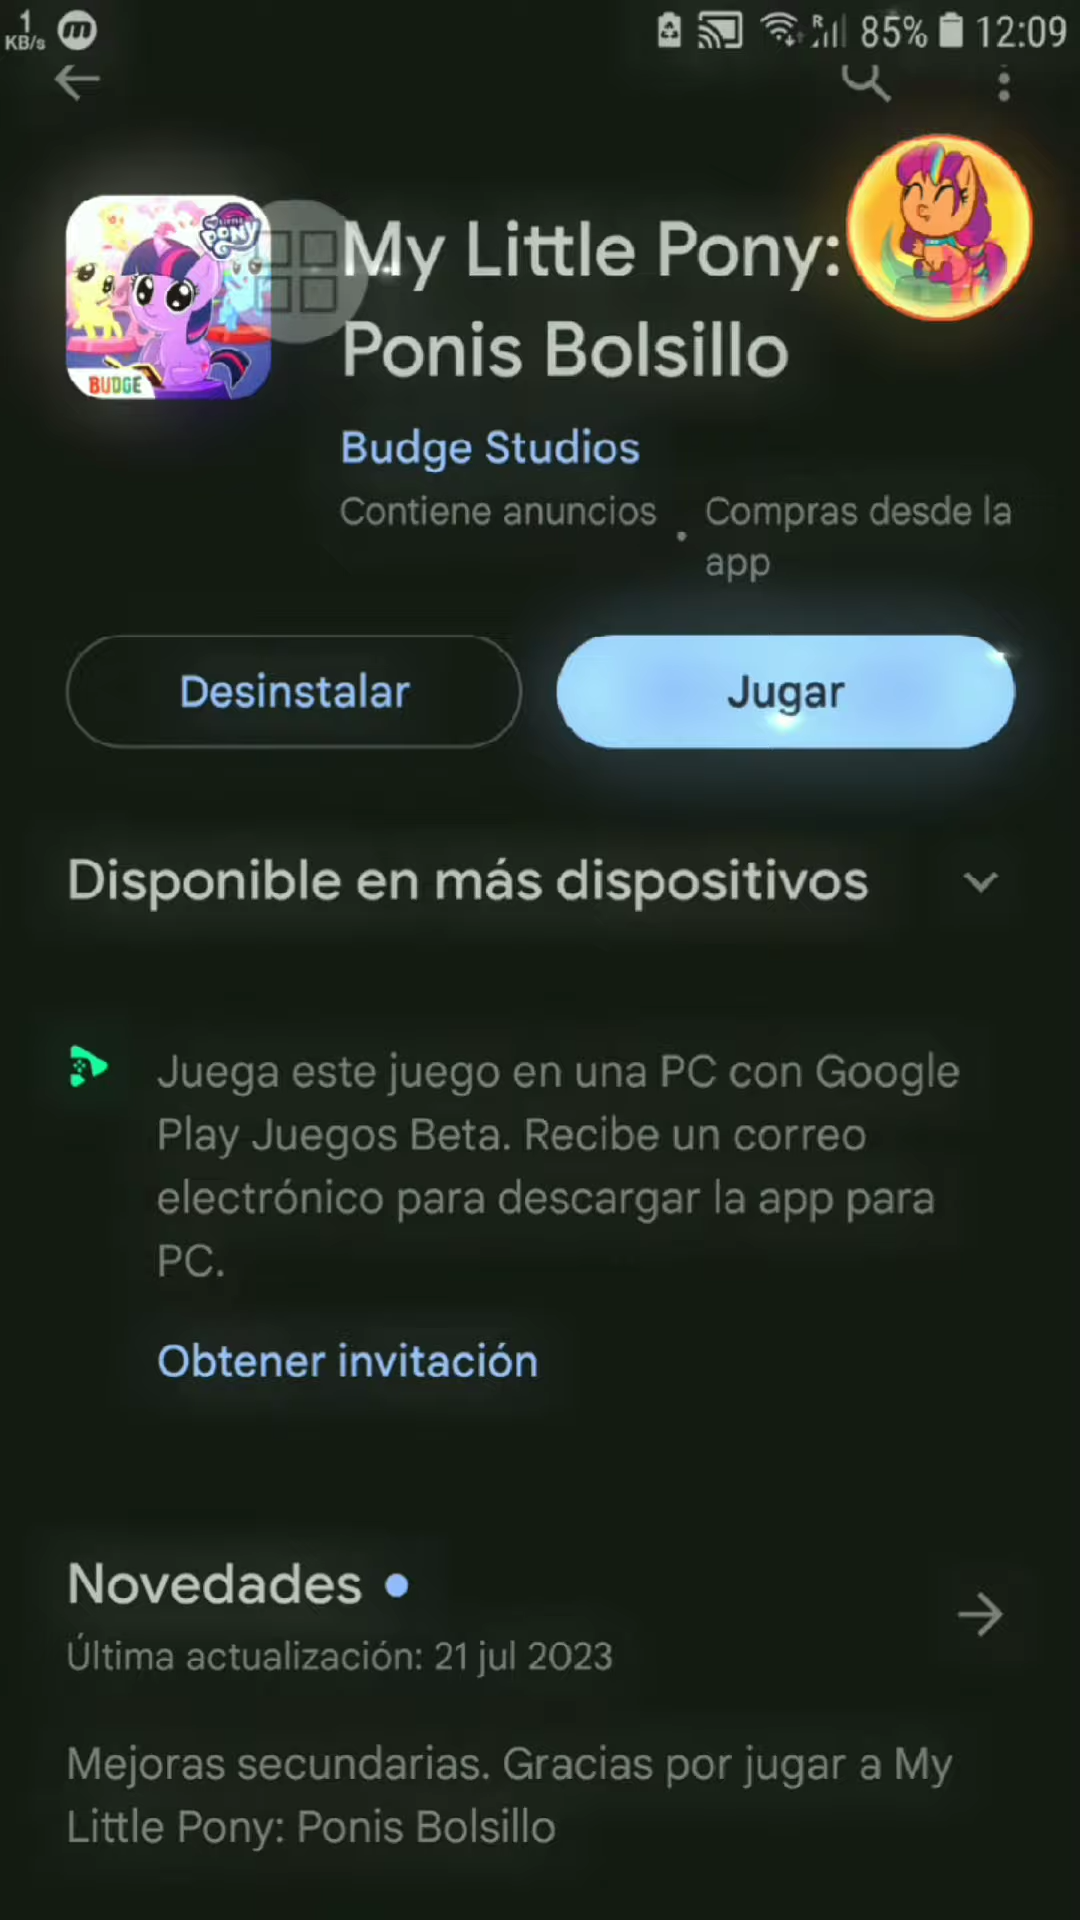 1
KB/s
85% 12:09
My Little Pony:
Ponis Bolsillo
PONY
BUDGE
Budge Studios
Contiene anuncios . Compras desde la
app
Desinstalar
Jugar
Disponible en más dispositivos
Juega este juego en una PC con Google
Play Juegos Beta. Recibe un correo
electrónico para descargar la app para
PC.
Obtener invitación
Novedades
Última actualización: 21 jul 2023
Mejoras secundarias. Gracias por jugar a My
Little Pony: Ponis Bolsillo